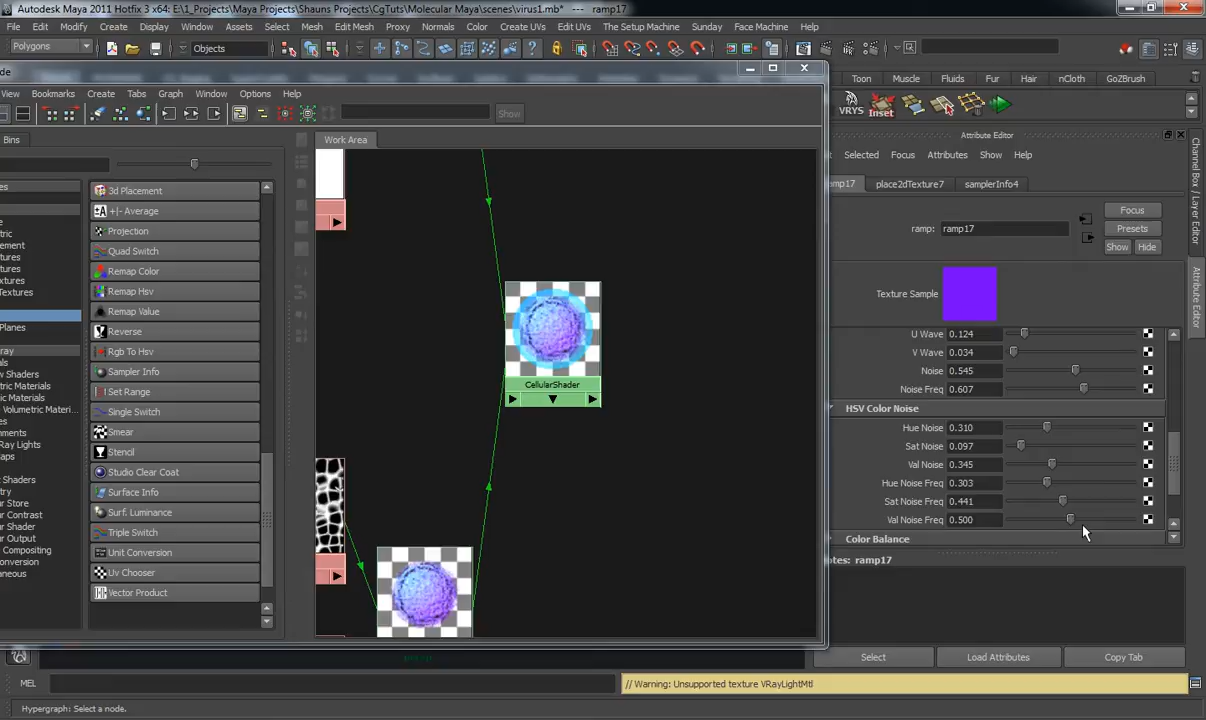 Autodesk Maya 2011 Hotfix 3 x64: E:\1_Projects\Maya Projects\Shauns Projects\CgTuts\Molecular Maya\scenes\virus1.mb* --- ramp17
File Edit Modify Create Display Window Assets Select Mesh Edit Mesh Proxy Normals Color Create UVs Edit UVs The Setup Machine Muscle Sunday Pipeline Cache Help
Polygons Objects
de
Toon Muscle Fluids Fur Hair nCloth GoZBrush
View Bookmarks Create Tabs Graph Window Options Help
VRYS Inset
Show
Attribute Editor
Bins
Work Area
Selected Focus Attributes Show Help
mp17 place2dTexture7 samplerInfo4
Channel Box / Layer Editor
Attribute Editor
3d Placement
+|- Average
Projection
Quad Switch
Remap Color
Remap Hsv
Remap Value
Reverse
Rgb To Hsv
Sampler Info
Set Range
Single Switch
Smear
Stencil
Studio Clear Coat
Surface Info
Surf. Luminance
Triple Switch
Unit Conversion
Uv Chooser
Vector Product
CellularShader
Focus
ramp: ramp17 Presets
Show Hide
Texture Sample
U Wave 0.124
V Wave 0.034
Noise 0.545
Noise Freq 0.607
HSV Color Noise
Hue Noise 0.310
Sat Noise 0.097
Val Noise 0.345
Hue Noise Freq 0.303
Sat Noise Freq 0.441
Val Noise Freq 0.500
Color Balance
otes: ramp17
Select Load Attributes Copy Tab
MEL // Warning: Unsupported texture VRayLightMtl
Hypergraph: Select a node.